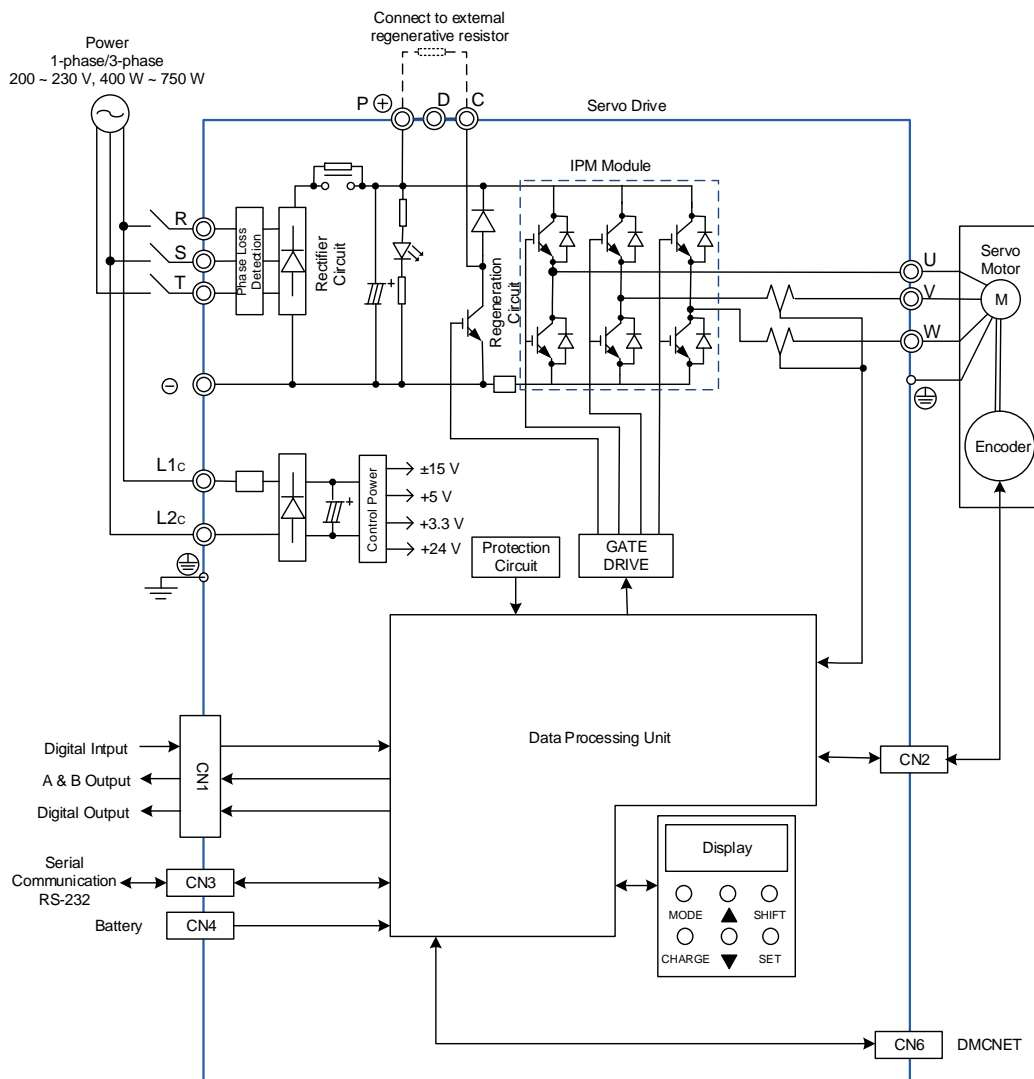 Connect to external
regenerative resistor
Power
1-phase/3-phase
200 ~ 230 V, 400 W ~ 750 W
P ⊕
D
C
Servo Drive
IPM Module
R
S
T
Phase Loss
Detection
Rectifier
Circuit
+
Regeneration
Circuit
U
V
W
Servo
Motor
M
Encoder
⊖
L1c
L2c
+
Control Power
±15 V
+5 V
+3.3 V
+24 V
Protection
Circuit
GATE
DRIVE
Data Processing Unit
Digital Intput
A & B Output
Digital Output
CN1
CN2
Serial
Communication
RS-232
CN3
Battery
CN4
Display
MODE
▲
SHIFT
CHARGE
▼
SET
CN6
DMCNET